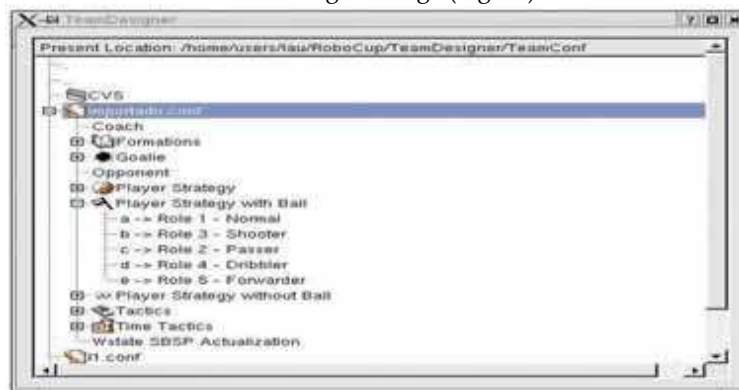 TeamDesigner
Present Location: /home/users/lau/RoboCup/TeamDesigner/TeamConf
CVS
importado.conf
Coach
Formations
Goalie
Opponent
Player Strategy
Player Strategy with Ball
a -> Role 1 - Normal
b -> Role 3 - Shooter
c -> Role 2 - Passer
d -> Role 4 - Dribbler
e -> Role 5 - Forwarder
Player Strategy without Ball
Tactics
Time Tactics
Wstate SBSP Actualization